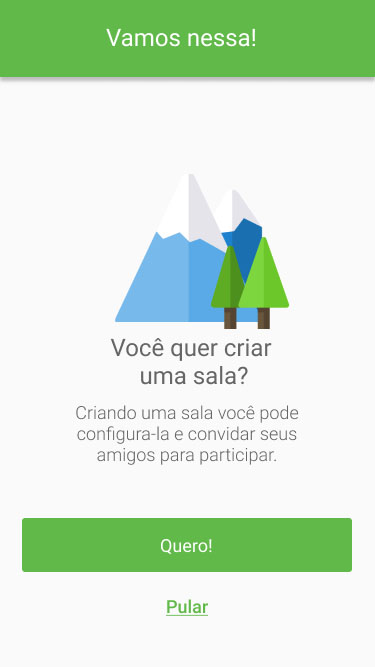 Vamos nessa!
Você quer criar
uma sala?
Criando uma sala você pode
configura-la e convidar seus
amigos para participar.
Quero!
Pular